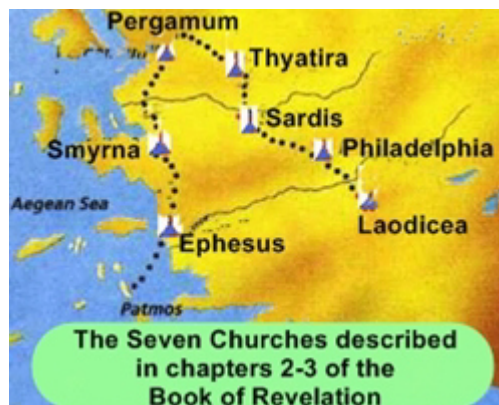 Pergamum
Thyatira
Sardis
Smyrna
Philadelphia
Aegean Sea
Laodicea
Ephesus
Patmos
The Seven Churches described
in chapters 2-3 of the
Book of Revelation